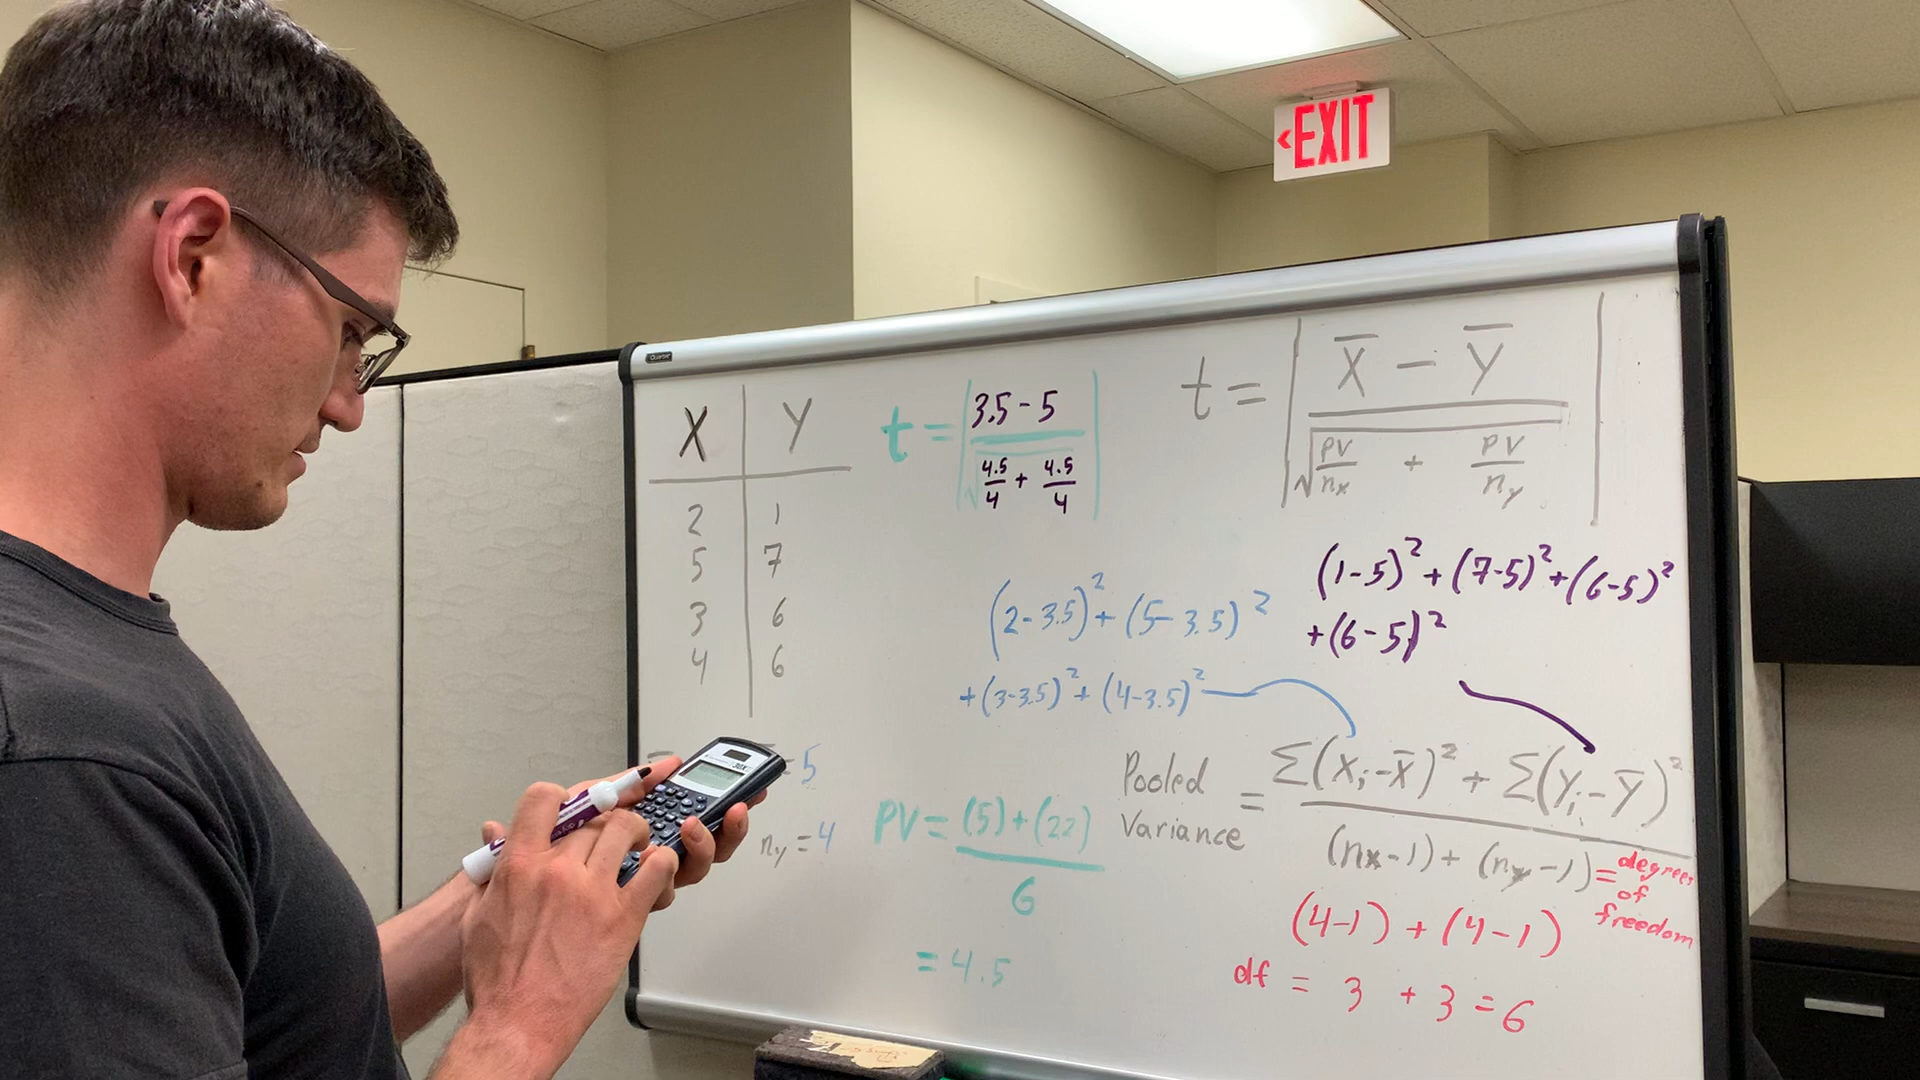 EXIT
Quartet
X Y
2 1
5 7
3 6
4 6
= 5
ny = 4
t = |(3.5 - 5) / √(4.5/4 + 4.5/4)|
t = |(X̅ - Y̅) / √(PV/nx + PV/ny)|
(2-3.5)² + (5-3.5)²
+ (3-3.5)² + (4-3.5)²
(1-5)² + (7-5)² + (6-5)²
+ (6-5)²
Pooled Variance = (Σ(Xi - X̅)² + Σ(Yi - Y̅)²) / ((nx-1) + (ny-1))
= degrees
of
freedom
(4-1) + (4-1)
df = 3 + 3 = 6
PV = ((5) + (22)) / 6
= 4.5
30X